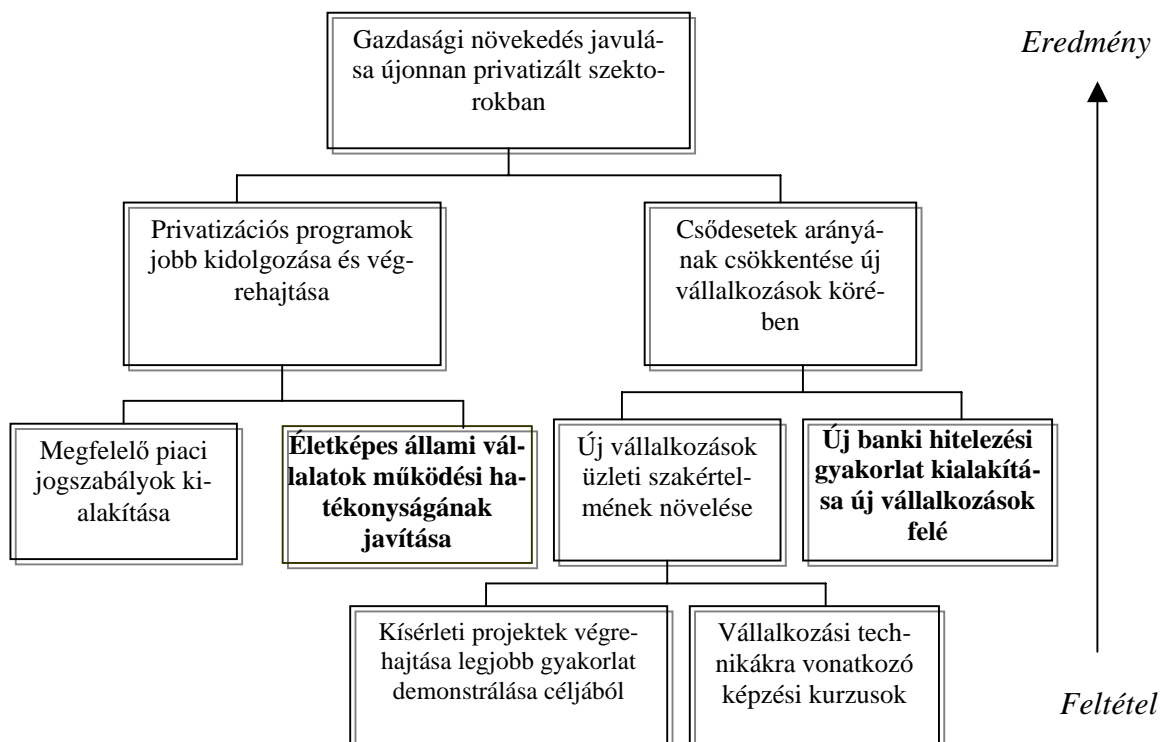 Gazdasági növekedés javulá-
sa újonnan privatizált szekto-
rokban
Eredmény
Privatizációs programok
jobb kidolgozása és vég-
rehajtása
Csődesetek arányá-
nak csökkentése új
vállalkozások köré-
ben
Megfelelő piaci
jogszabályok ki-
alakítása
Életképes állami vál-
lalatok működési ha-
tékonyságának
javítása
Új vállalkozások
üzleti szakértel-
mének növelése
Új banki hitelezési
gyakorlat kialakítá-
sa új vállalkozások
felé
Kísérleti projektek végre-
hajtása legjobb gyakorlat
demonstrálása céljából
Vállalkozási tech-
nikákra vonatkozó
képzési kurzusok
Feltétel